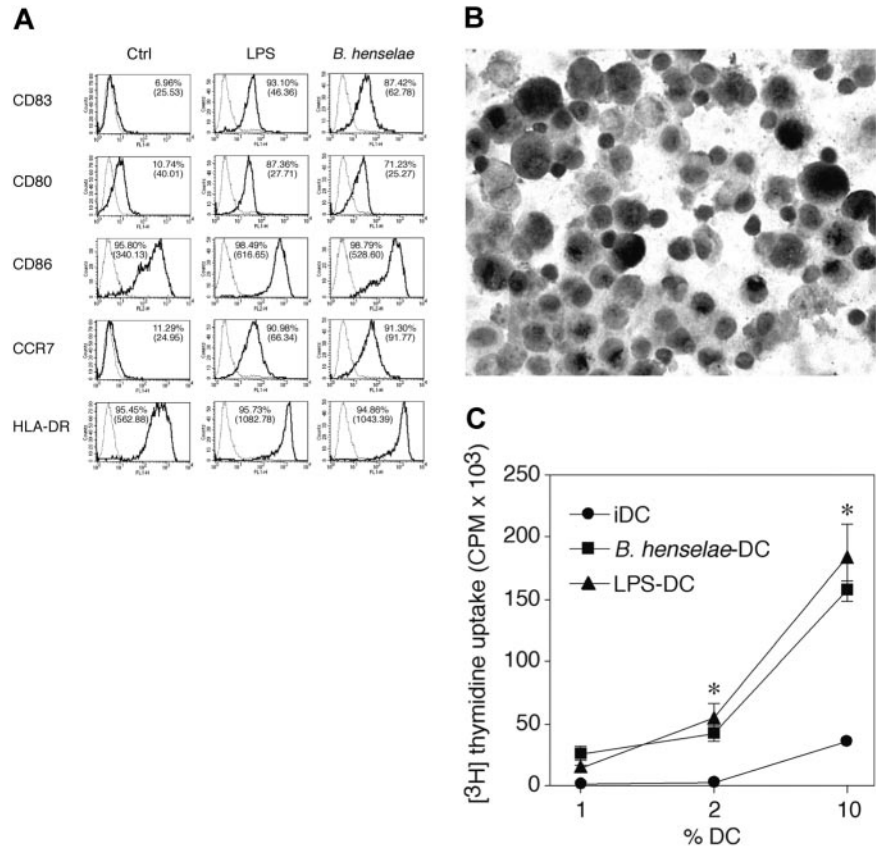 A
Ctrl LPS B. henselae
CD83
6.96%
(25.53)
93.10%
(46.36)
87.42%
(62.78)
CD80
10.74%
(40.01)
87.36%
(27.71)
71.23%
(25.27)
CD86
95.80%
(340.13)
98.49%
(616.65)
98.79%
(528.60)
CCR7
11.29%
(24.95)
90.98%
(66.34)
91.30%
(91.77)
HLA-DR
95.45%
(562.88)
95.73%
(1082.78)
94.86%
(1043.39)
B
C
[3H] thymidine uptake (CPM x 10³)
250
200
150
100
50
0
iDC
B. henselae-DC
LPS-DC
*
*
1 2 10
% DC